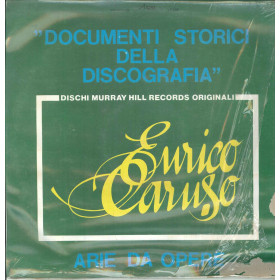 "DOCUMENTI STORICI
DELLA
DISCOGRAFIA"
DISCHI MURRAY HILL RECORDS ORIGINALI
Enrico
Caruso
ARIE DA OPERE